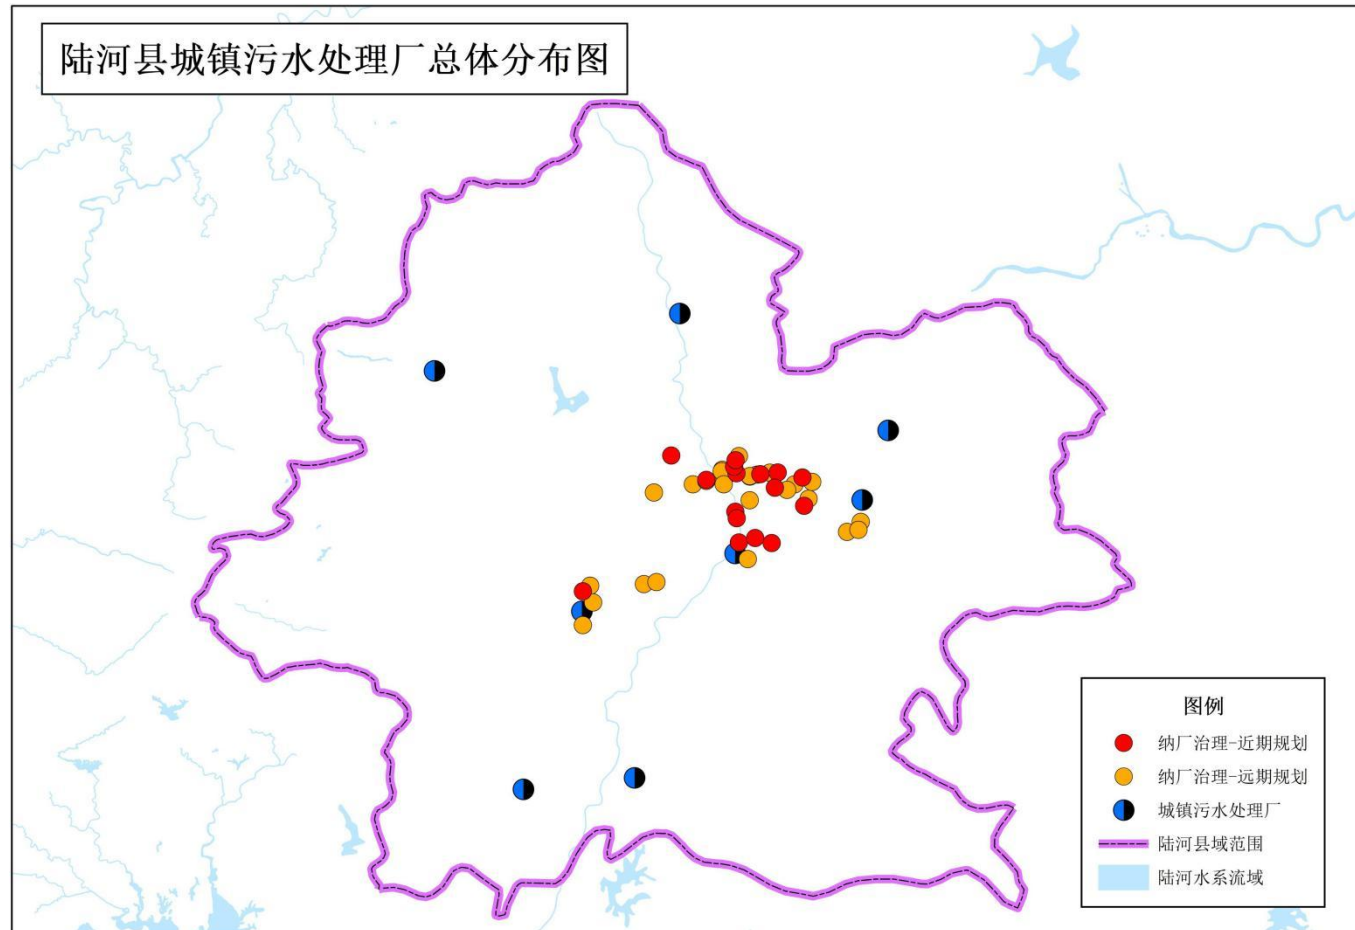 陆河县城镇污水处理厂总体分布图
图例
纳厂治理-近期规划
纳厂治理-远期规划
城镇污水处理厂
陆河县域范围
陆河水系流域